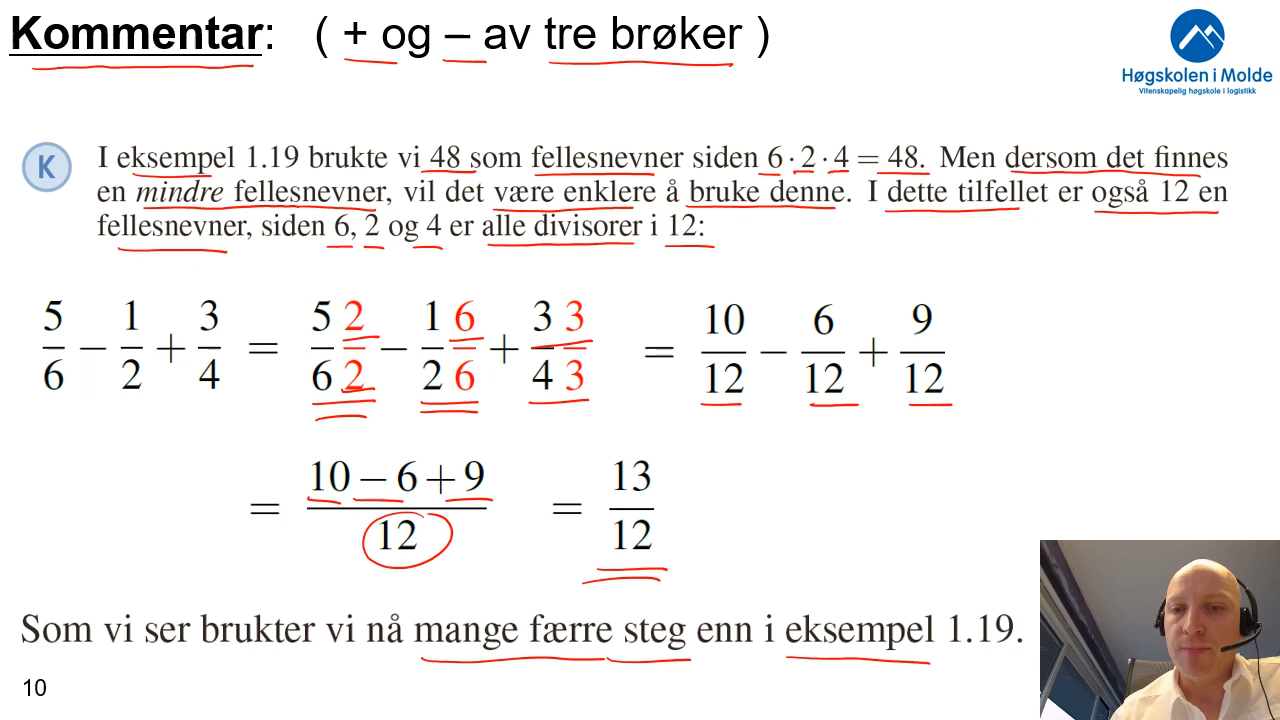 Kommentar: ( + og – av tre brøker )
Høgskolen i Molde
Vitenskapelig høgskole i logistikk
K
I eksempel 1.19 brukte vi 48 som fellesnevner siden 6 · 2 · 4 = 48. Men dersom det finnes
en mindre fellesnevner, vil det være enklere å bruke denne. I dette tilfellet er også 12 en
fellesnevner, siden 6, 2 og 4 er alle divisorer i 12:
5/6 − 1/2 + 3/4 = 5 2/6 2 − 1 6/2 6 + 3 3/4 3 = 10/12 − 6/12 + 9/12
= 10 − 6 + 9/12 = 13/12
Som vi ser brukter vi nå mange færre steg enn i eksempel 1.19.
10